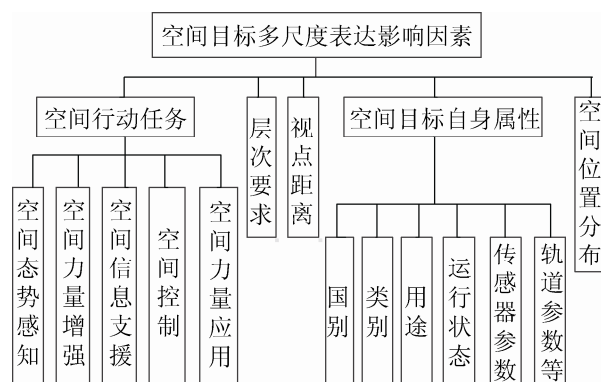 空间目标多尺度表达影响因素
空间行动任务
层次要求
视点距离
空间目标自身属性
空间位置分布
空间态势感知
空间力量增强
空间信息支援
空间控制
空间力量应用
国别
类别
用途
运行状态
传感器参数
轨道参数等